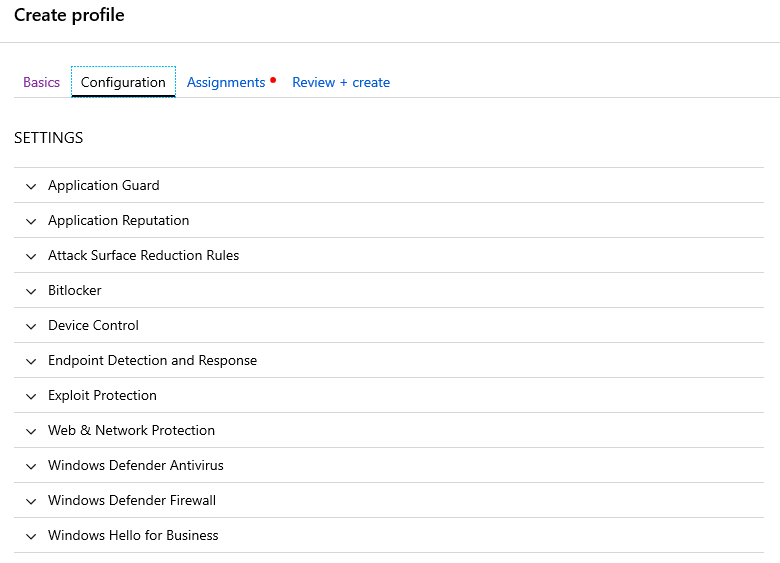 Create profile
Basics Configuration Assignments Review + create
SETTINGS
Application Guard
Application Reputation
Attack Surface Reduction Rules
Bitlocker
Device Control
Endpoint Detection and Response
Exploit Protection
Web & Network Protection
Windows Defender Antivirus
Windows Defender Firewall
Windows Hello for Business